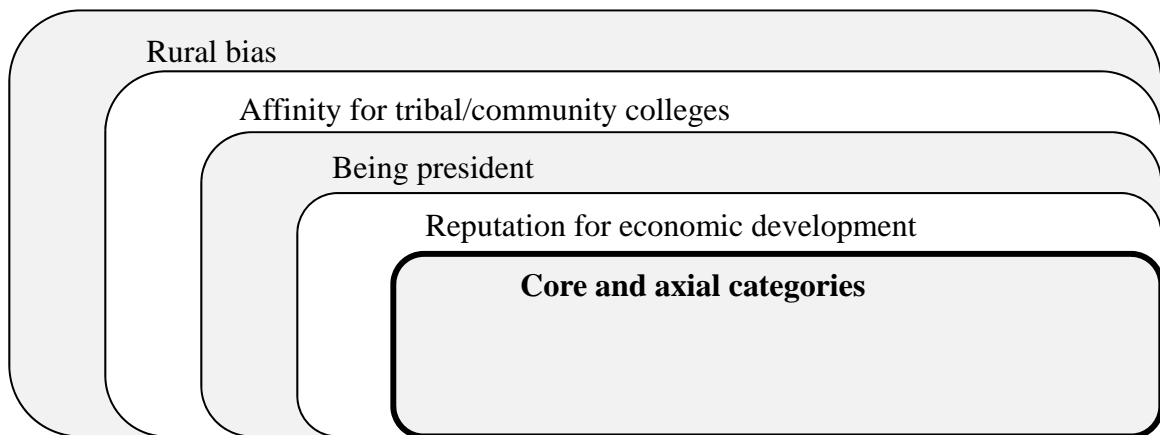 Rural bias
Affinity for tribal/community colleges
Being president
Reputation for economic development
Core and axial categories